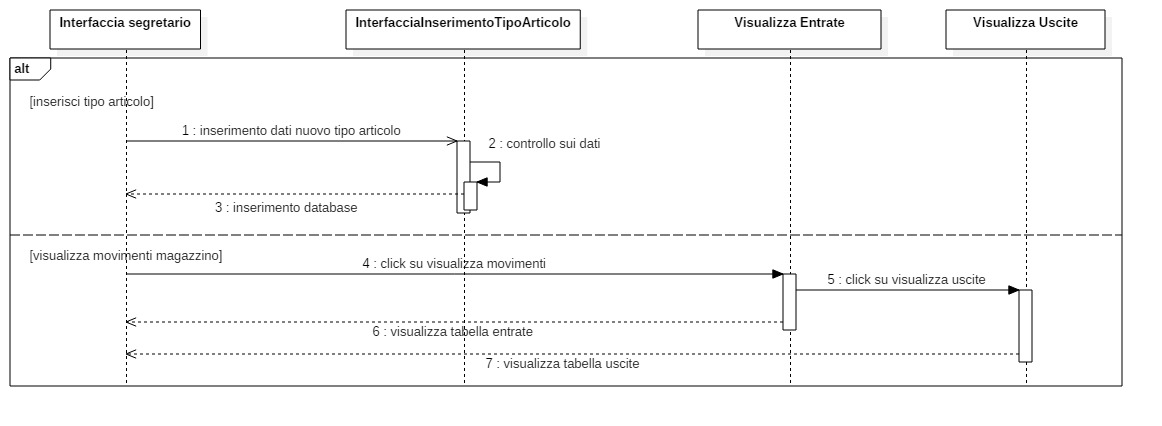 Interfaccia segretario
InterfacciaInserimentoTipoArticolo
Visualizza Entrate
Visualizza Uscite
alt
[inserisci tipo articolo]
1 : inserimento dati nuovo tipo articolo
2 : controllo sui dati
3 : inserimento database
[visualizza movimenti magazzino]
4 : click su visualizza movimenti
5 : click su visualizza uscite
6 : visualizza tabella entrate
7 : visualizza tabella uscite